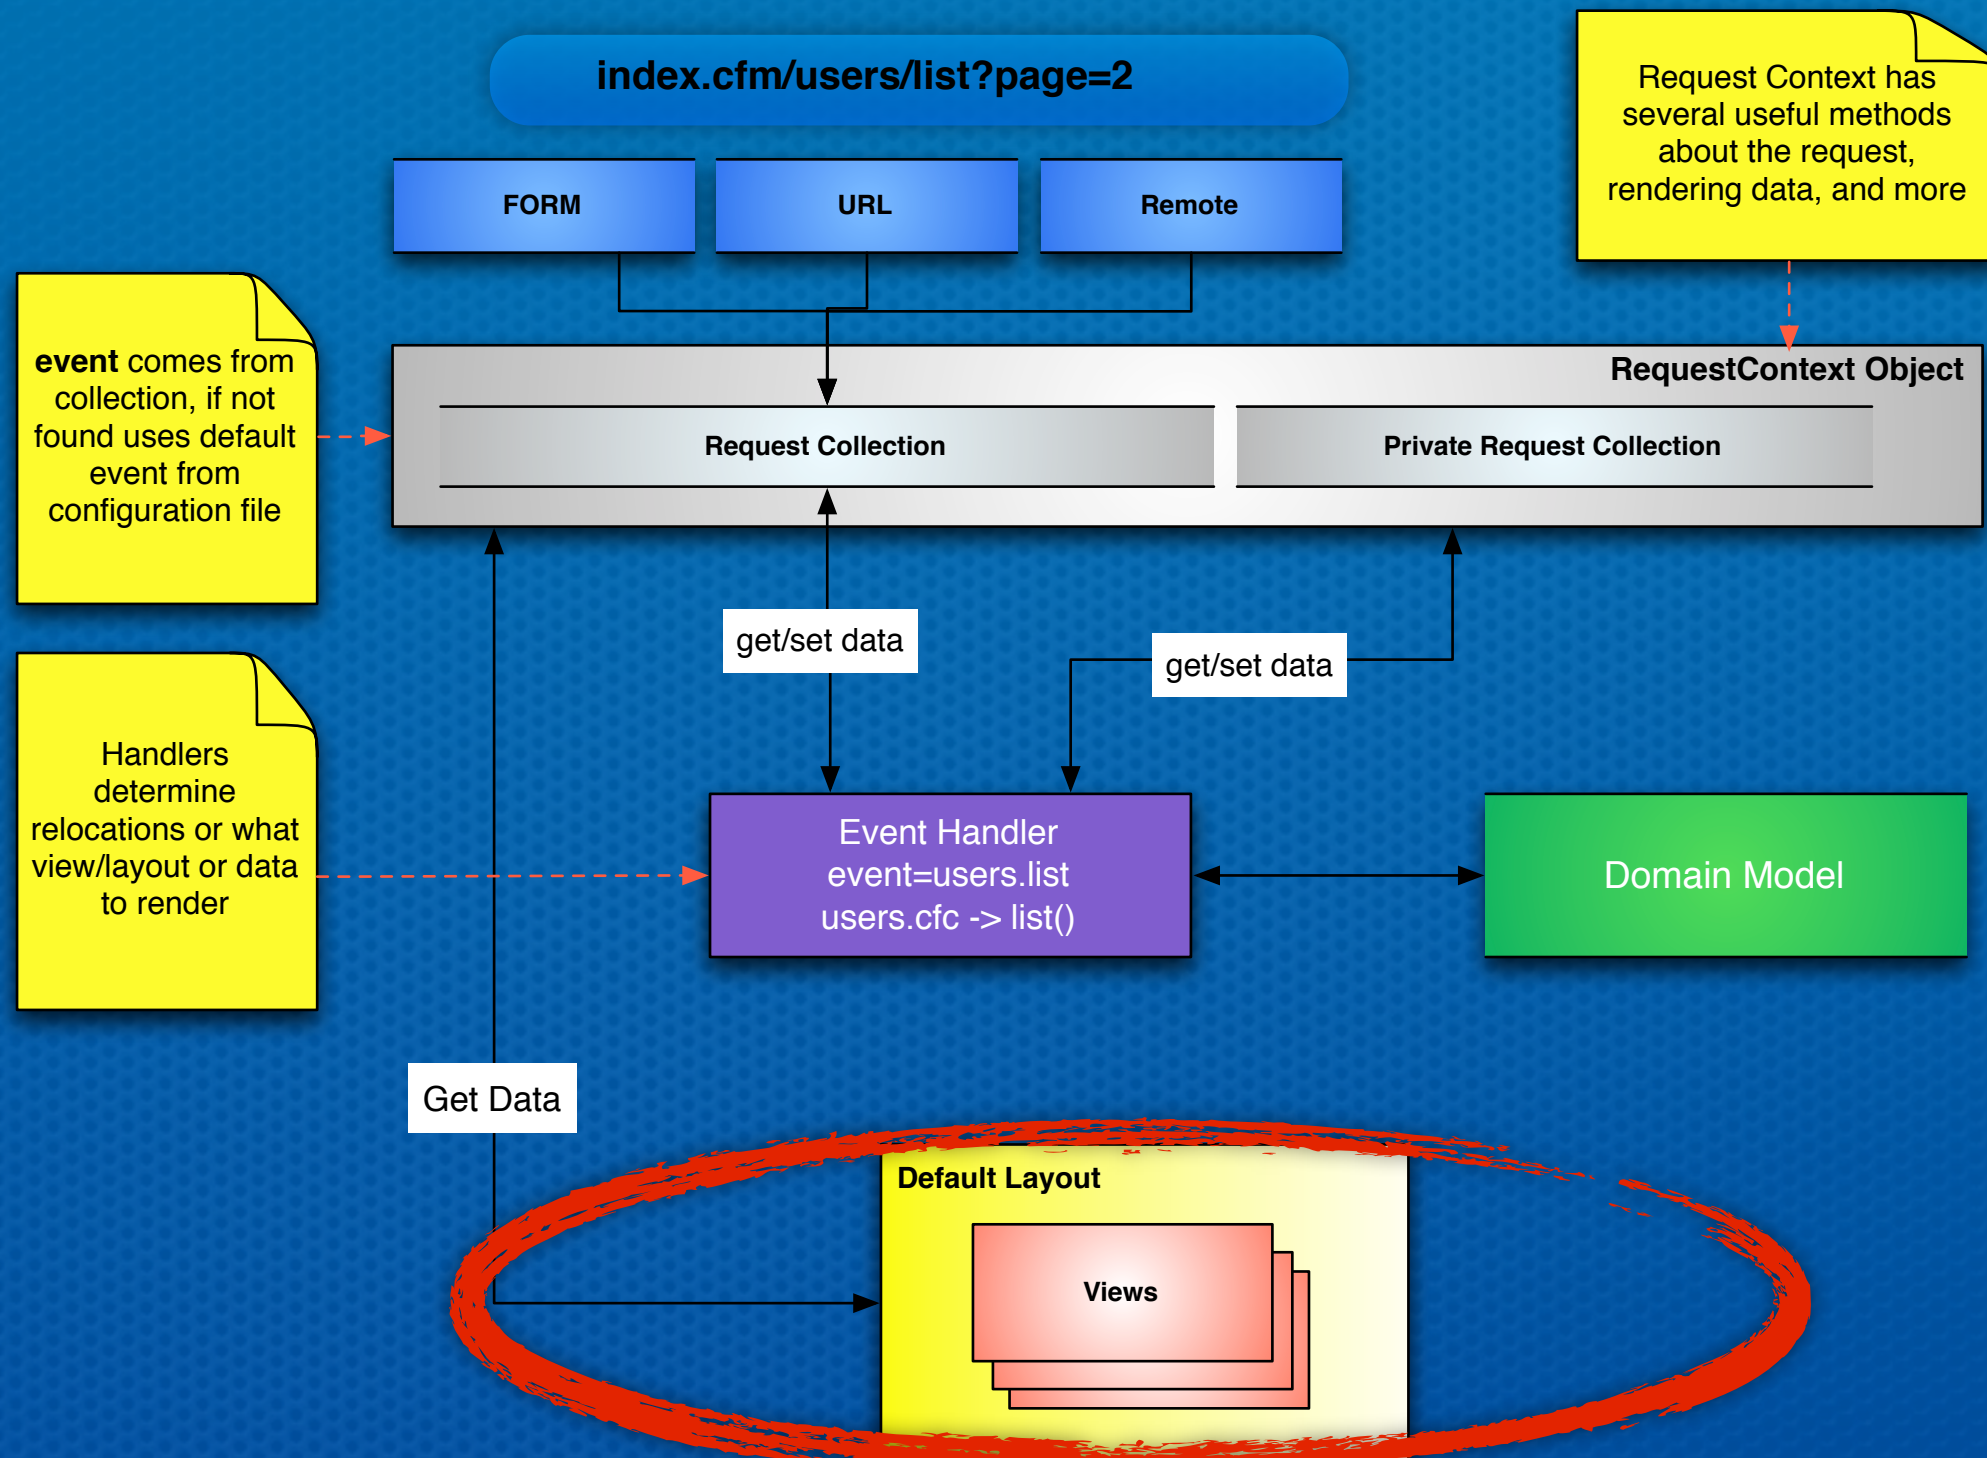 index.cfm/users/list?page=2
Request Context has
several useful methods
about the request,
rendering data, and more
FORM
URL
Remote
event comes from
collection, if not
found uses default
event from
configuration file
RequestContext Object
Request Collection
Private Request Collection
get/set data
get/set data
Handlers
determine
relocations or what
view/layout or data
to render
Event Handler
event=users.list
users.cfc -> list()
Domain Model
Get Data
Default Layout
Views